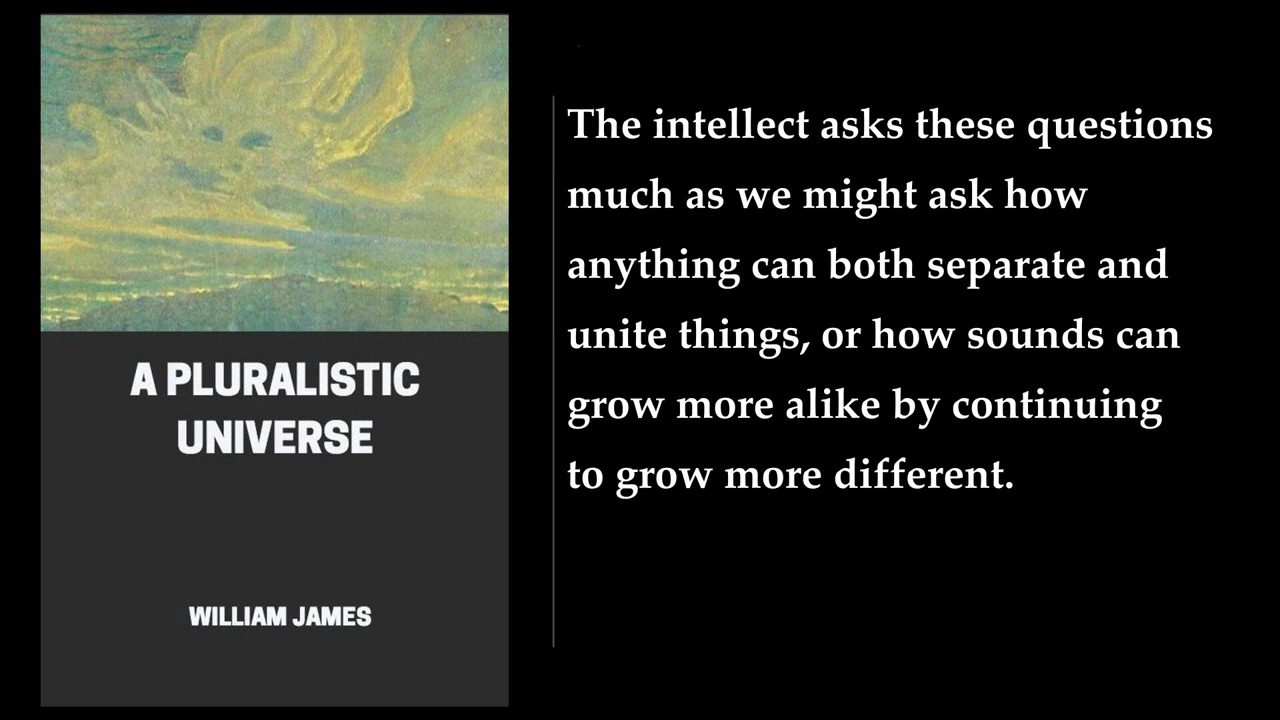 A PLURALISTIC
UNIVERSE
WILLIAM JAMES
The intellect asks these questions
much as we might ask how
anything can both separate and
unite things, or how sounds can
grow more alike by continuing
to grow more different.